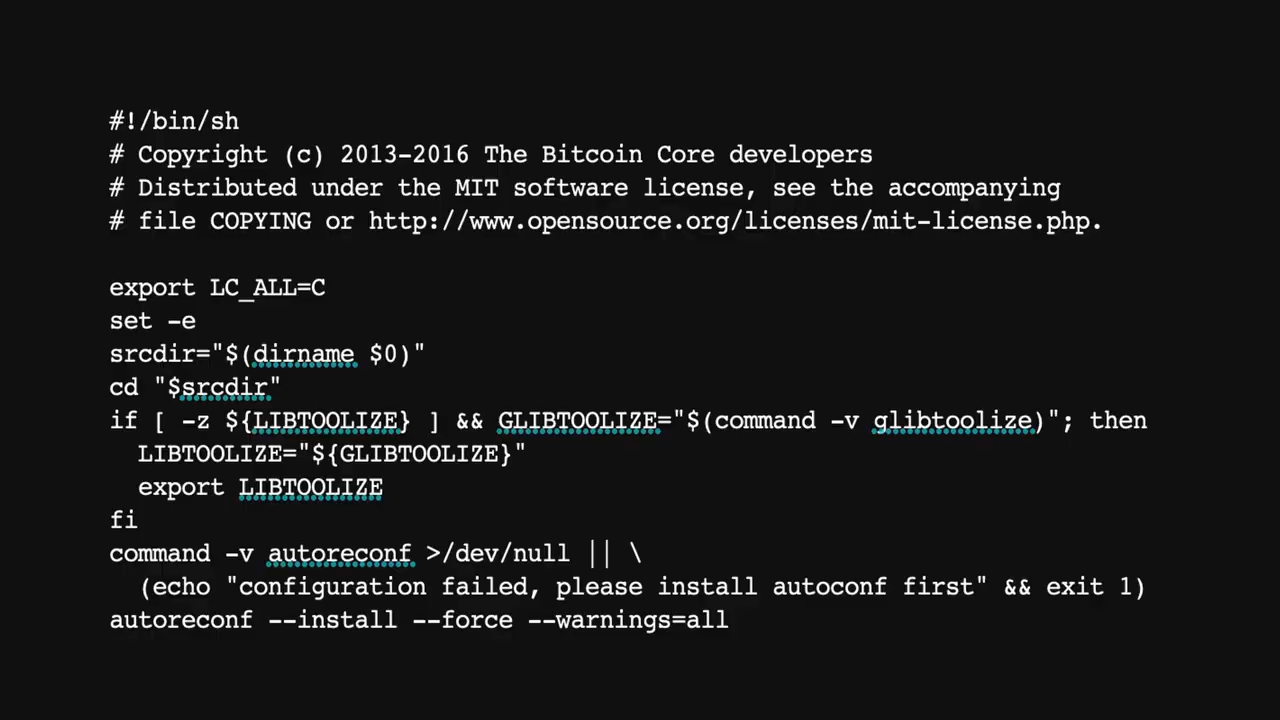 #!/bin/sh
# Copyright (c) 2013-2016 The Bitcoin Core developers
# Distributed under the MIT software license, see the accompanying
# file COPYING or http://www.opensource.org/licenses/mit-license.php.
export LC_ALL=C
set -e
srcdir="$(dirname $0)"
cd "$srcdir"
if [ -z ${LIBTOOLIZE} ] && GLIBTOOLIZE="$(command -v glibtoolize)"; then
  LIBTOOLIZE="${GLIBTOOLIZE}"
  export LIBTOOLIZE
fi
command -v autoreconf >/dev/null || \
  (echo "configuration failed, please install autoconf first" && exit 1)
autoreconf --install --force --warnings=all